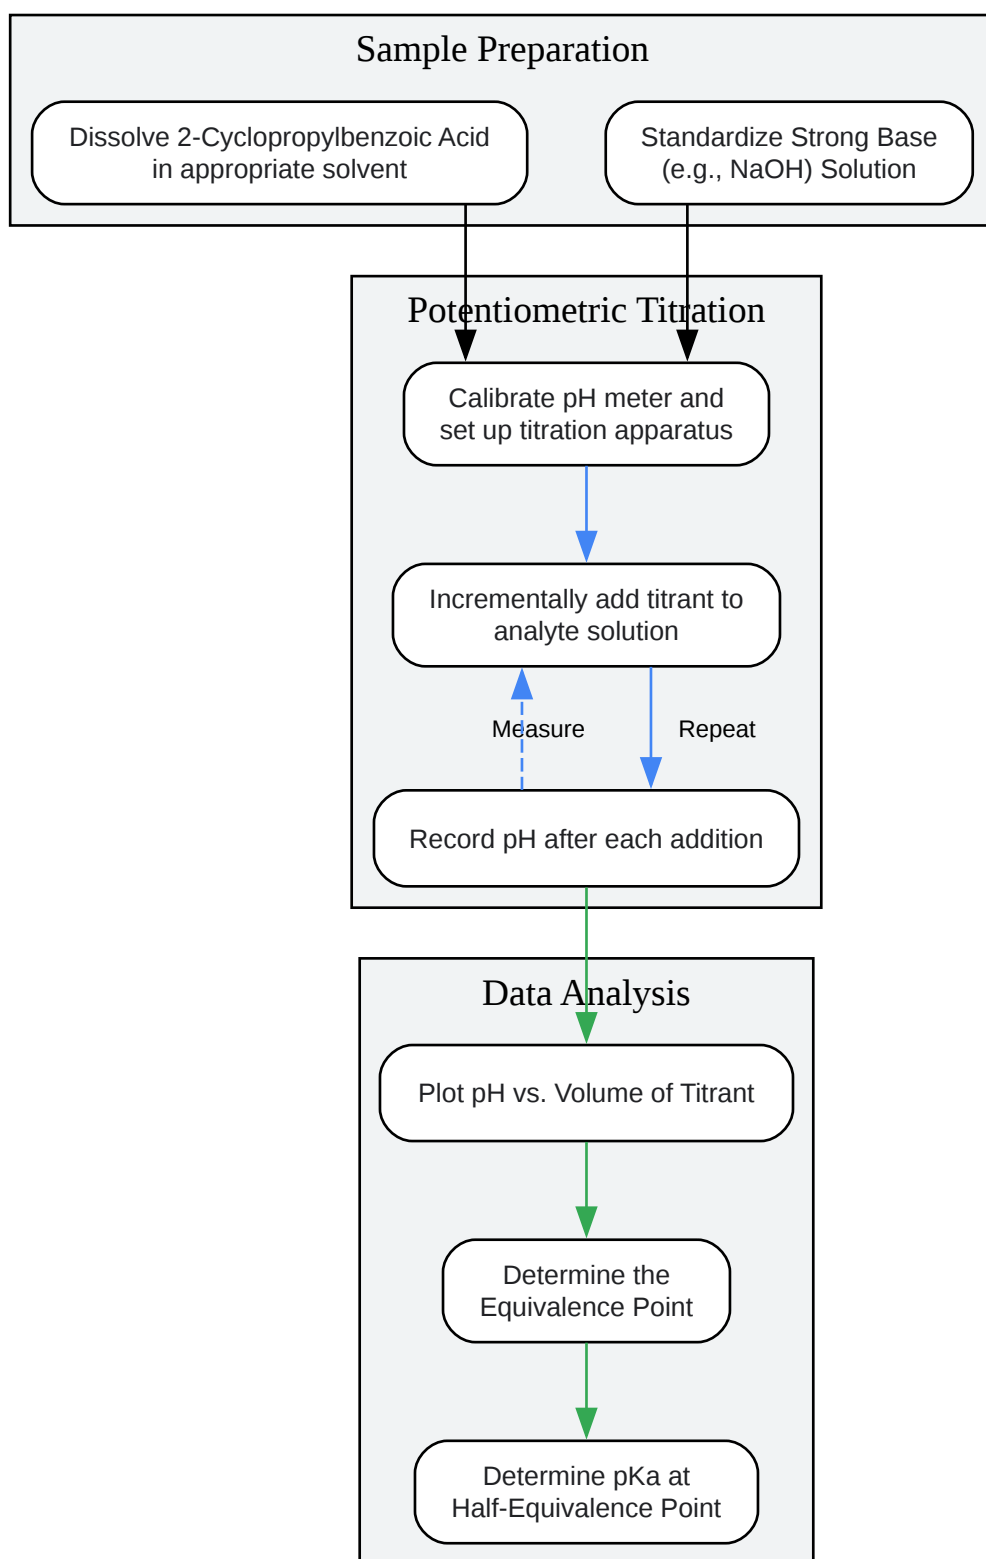 Sample Preparation
Dissolve 2-Cyclopropylbenzoic Acid
in appropriate solvent
Standardize Strong Base
(e.g., NaOH) Solution
Potentiometric Titration
Calibrate pH meter and
set up titration apparatus
Incrementally add titrant to
analyte solution
Measure
Repeat
Record pH after each addition
Data Analysis
Plot pH vs. Volume of Titrant
Determine the
Equivalence Point
Determine pKa at
Half-Equivalence Point